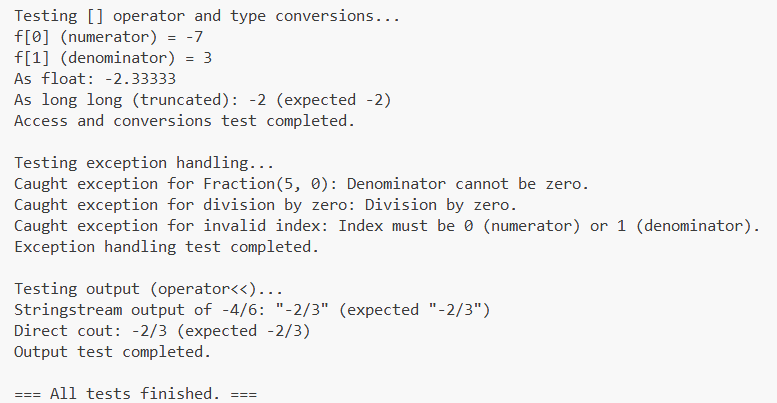 Testing [] operator and type conversions...
f[0] (numerator) = -7
f[1] (denominator) = 3
As float: -2.33333
As long long (truncated): -2 (expected -2)
Access and conversions test completed.

Testing exception handling...
Caught exception for Fraction(5, 0): Denominator cannot be zero.
Caught exception for division by zero: Division by zero.
Caught exception for invalid index: Index must be 0 (numerator) or 1 (denominator).
Exception handling test completed.

Testing output (operator<<)...
Stringstream output of -4/6: "-2/3" (expected "-2/3")
Direct cout: -2/3 (expected -2/3)
Output test completed.

=== All tests finished. ===